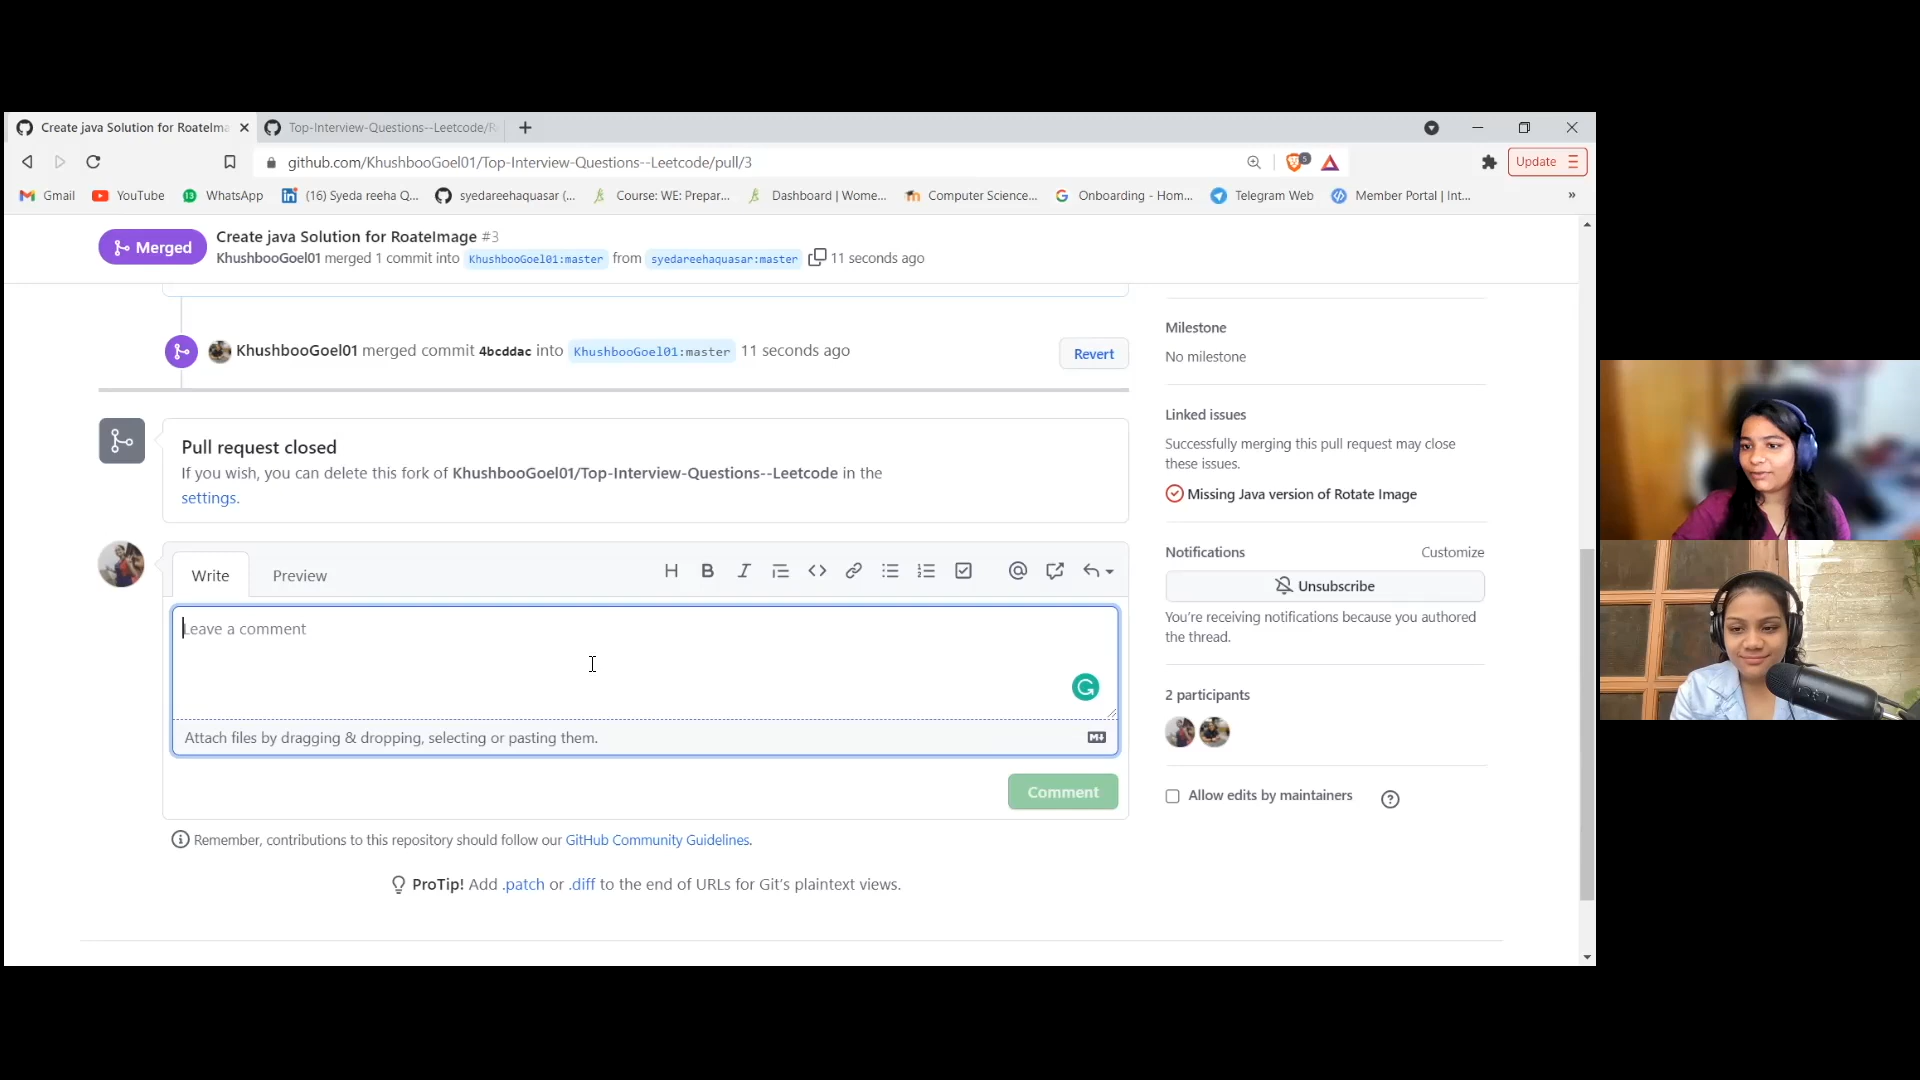 Create java Solution for RoateIma
Top-Interview-Questions--Leetcode/R
github.com/KhushbooGoel01/Top-Interview-Questions--Leetcode/pull/3
5
Update
Gmail
YouTube
13
WhatsApp
(16) Syeda reeha Q...
syedareehaquasar (...
Course: WE: Prepar...
Dashboard | Wome...
Computer Science...
Onboarding - Hom...
Telegram Web
Member Portal | Int...
»
Merged
Create java Solution for RoateImage #3
KhushbooGoel01 merged 1 commit into KhushbooGoel01:master from syedareehaquasar:master 11 seconds ago
KhushbooGoel01 merged commit 4bcddac into KhushbooGoel01:master 11 seconds ago
Revert
Pull request closed
If you wish, you can delete this fork of KhushbooGoel01/Top-Interview-Questions--Leetcode in the
settings.
Write
Preview
Leave a comment
Attach files by dragging & dropping, selecting or pasting them.
Comment
Remember, contributions to this repository should follow our GitHub Community Guidelines.
ProTip! Add .patch or .diff to the end of URLs for Git's plaintext views.
Milestone
No milestone
Linked issues
Successfully merging this pull request may close
these issues.
Missing Java version of Rotate Image
Notifications
Customize
Unsubscribe
You're receiving notifications because you authored
the thread.
2 participants
Allow edits by maintainers